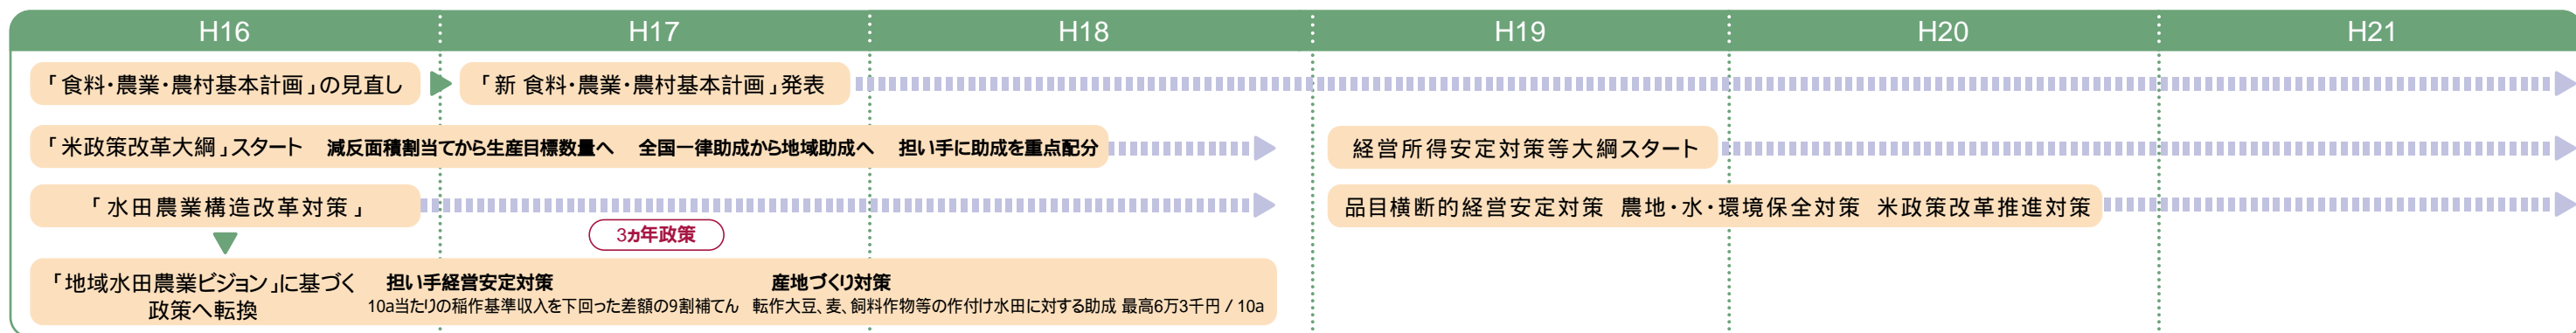 H16 H17 H18 H19 H20 H21
「食料・農業・農村基本計画」の見直し 「新 食料・農業・農村基本計画」発表
「米政策改革大綱」スタート 減反面積割当てから生産目標数量へ 全国一律助成から地域助成へ 担い手に助成を重点配分 経営所得安定対策等大綱スタート
「水田農業構造改革対策」 品目横断的経営安定対策 農地・水・環境保全対策 米政策改革推進対策
3ヵ年政策
「地域水田農業ビジョン」に基づく 担い手経営安定対策 産地づくり対策
政策へ転換 10a当たりの稲作基準収入を下回った差額の9割補てん 転作大豆、麦、飼料作物等の作付け水田に対する助成 最高6万3千円 / 10a